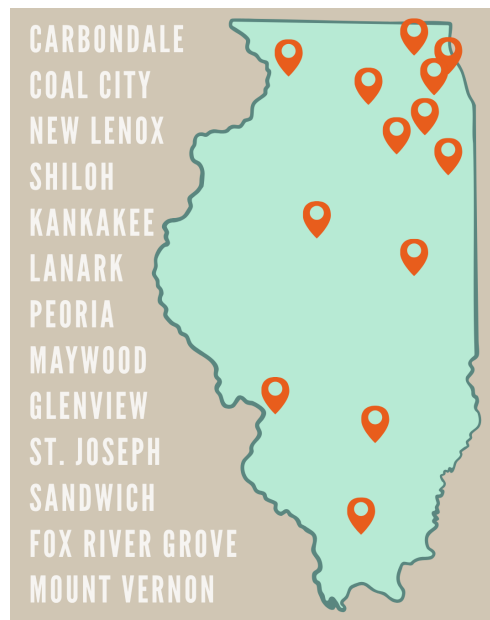 CARBONDALE
COAL CITY
NEW LENOX
SHILOH
KANKAKEE
LANARK
PEORIA
MAYWOOD
GLENVIEW
ST. JOSEPH
SANDWICH
FOX RIVER GROVE
MOUNT VERNON